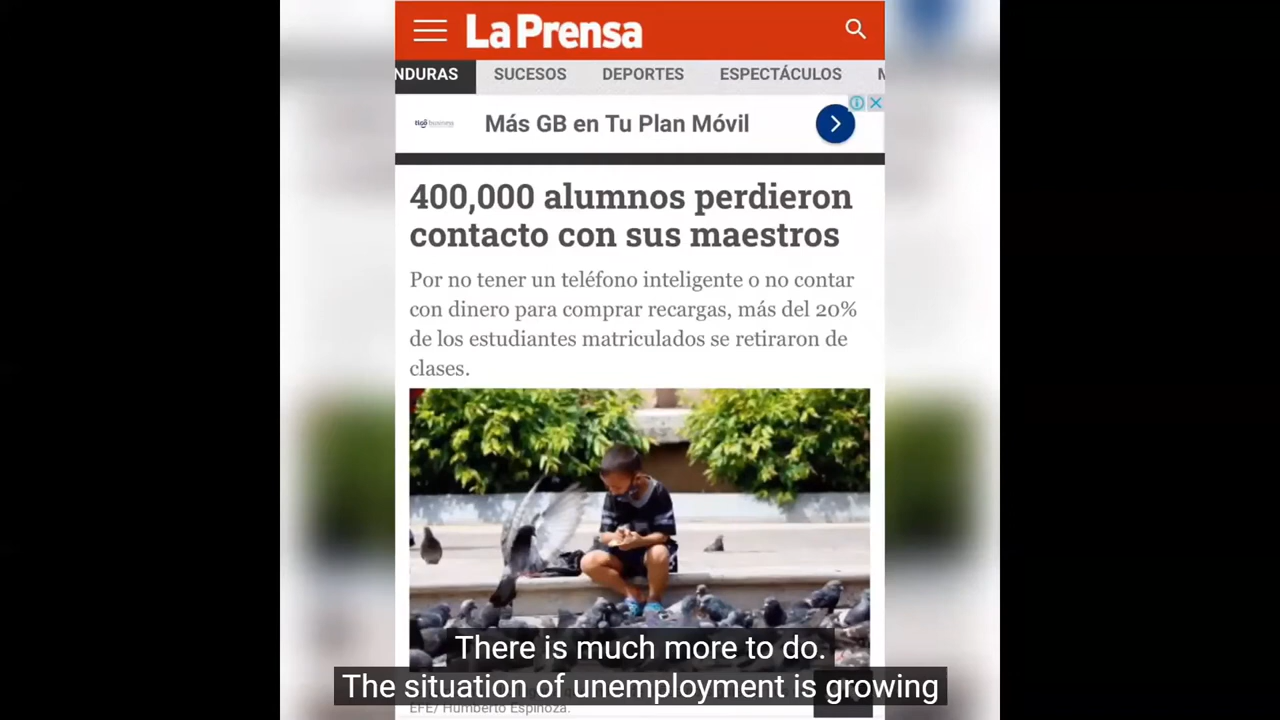 La Prensa
NDURAS SUCESOS DEPORTES ESPECTÁCULOS
tigo business
Más GB en Tu Plan Móvil
400,000 alumnos perdieron
contacto con sus maestros
Por no tener un teléfono inteligente o no contar
con dinero para comprar recargas, más del 20%
de los estudiantes matriculados se retiraron de
clases.
There is much more to do.
The situation of unemployment is growing
EFE/ Humberto Espinoza.